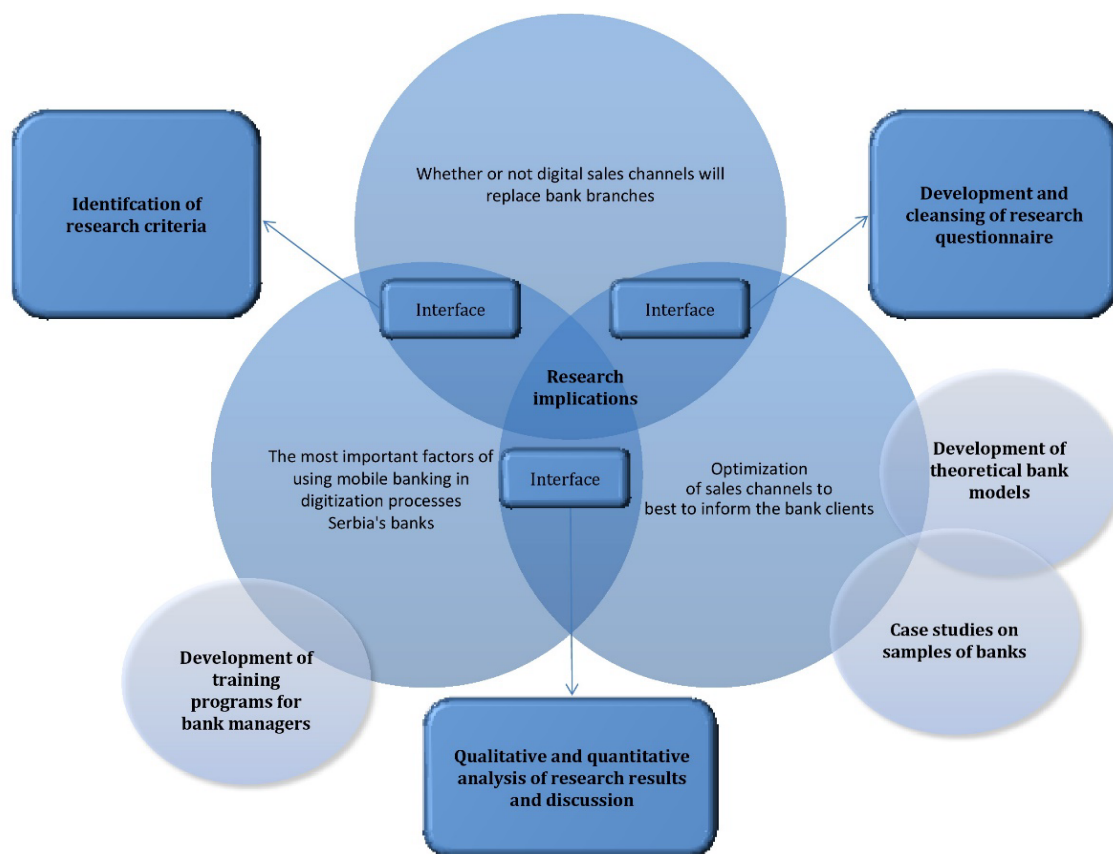 Whether or not digital sales channels will
replace bank branches
Identifcation of
research criteria
Development and
cleansing of research
questionnaire
Interface
Interface
Research
implications
The most important factors of
using mobile banking in
digitization processes
Serbia's banks
Interface
Optimization
of sales channels to
best to inform the bank clients
Development of
theoretical bank
models
Case studies on
samples of banks
Development of
training
programs for
bank managers
Qualitative and quantitative
analysis of research results
and discussion